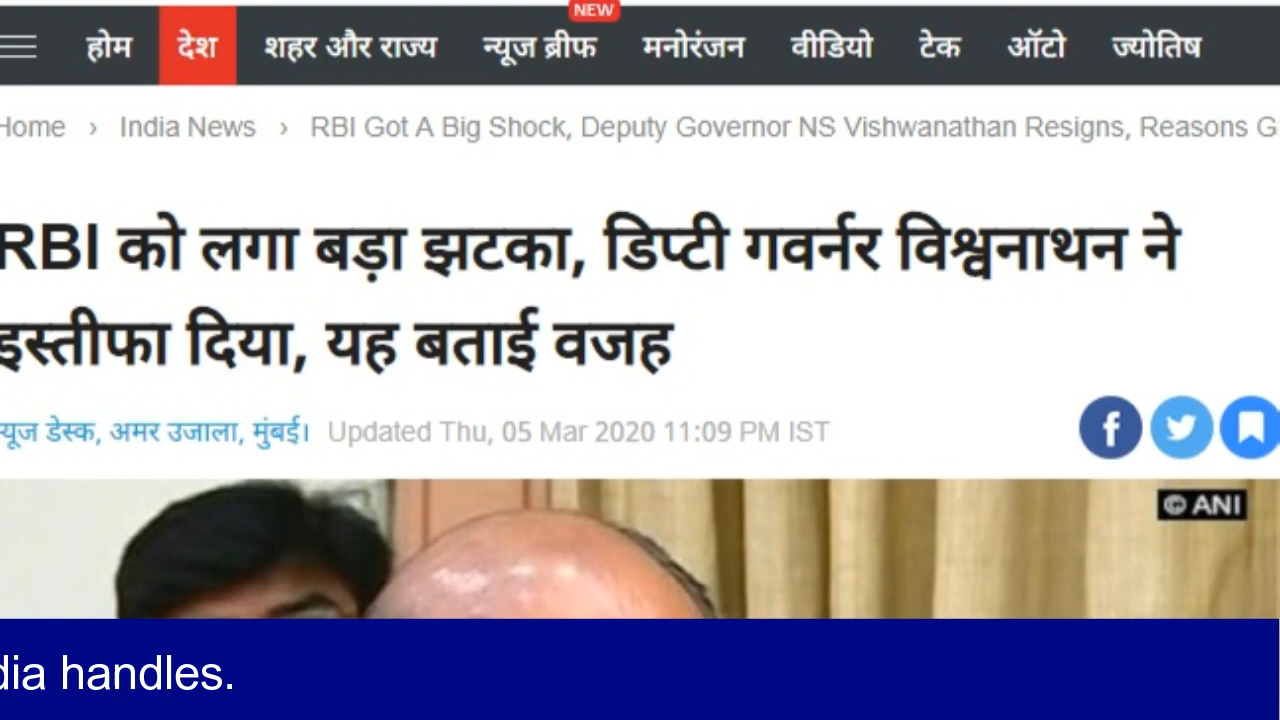 NEW
होम देश शहर और राज्य न्यूज ब्रीफ मनोरंजन वीडियो टेक ऑटो ज्योतिष
Home › India News › RBI Got A Big Shock, Deputy Governor NS Vishwanathan Resigns, Reasons G
RBI को लगा बड़ा झटका, डिप्टी गवर्नर विश्वनाथन ने
इस्तीफा दिया, यह बताई वजह
न्यूज डेस्क, अमर उजाला, मुंबई। Updated Thu, 05 Mar 2020 11:09 PM IST
© ANI
dia handles.